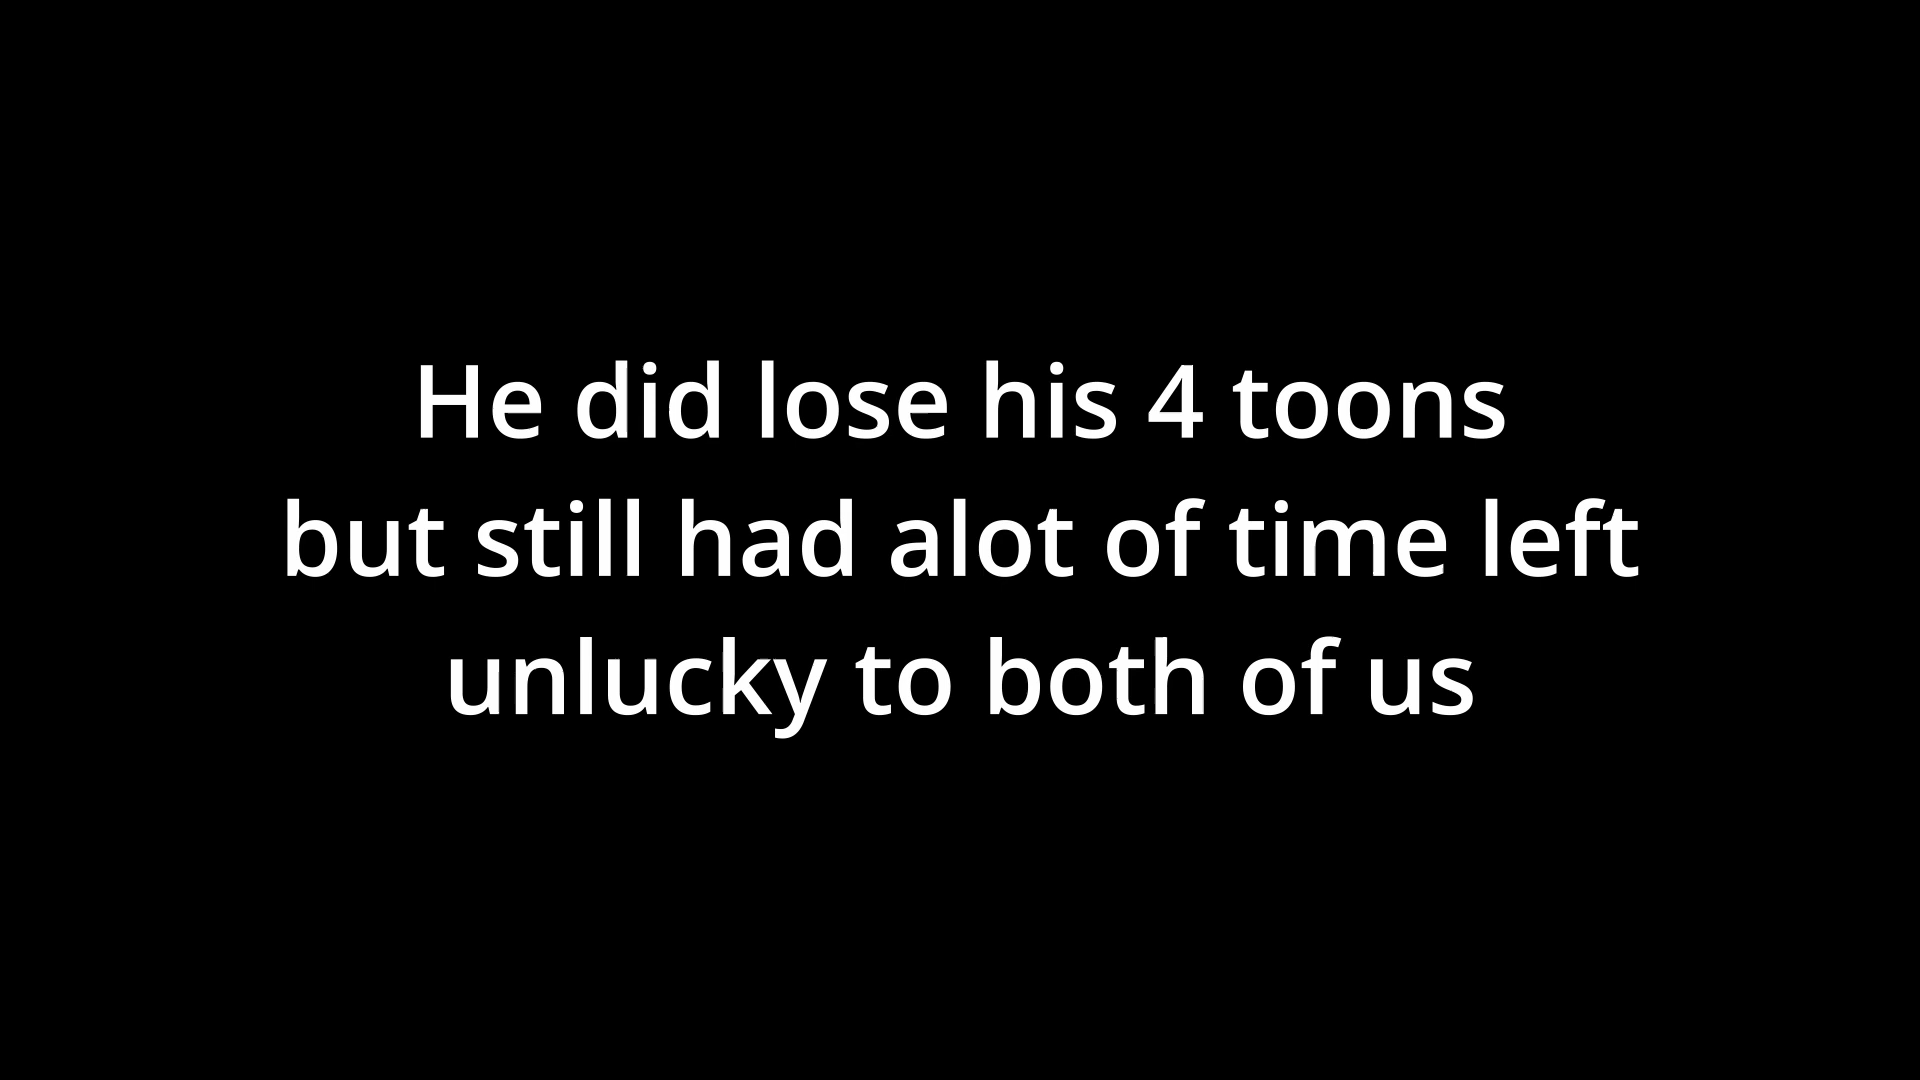 He did lose his 4 toons
but still had alot of time left
unlucky to both of us